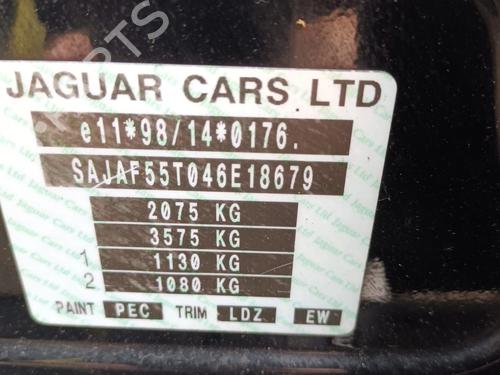 PARTS
JAGUAR CARS LTD
e11*98/14*0176.
SAJAF55T046E18679
2075 KG
3575 KG
1 1130 KG
2 1080 KG
PAINT PEC TRIM LDZ EW